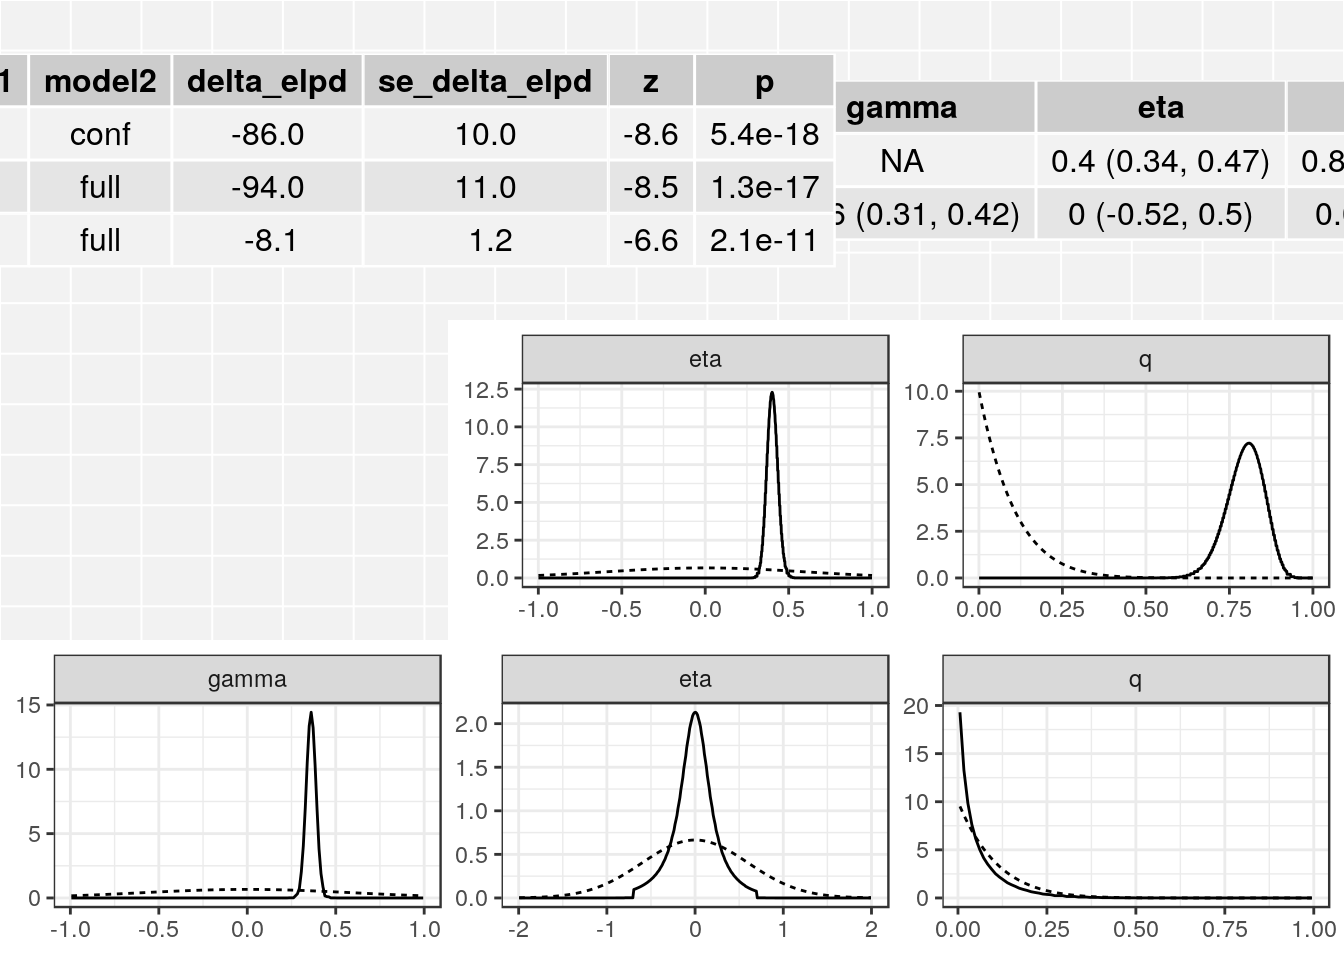 1 model2 delta_elpd se_delta_elpd z p
conf -86.0 10.0 -8.6 5.4e-18
full -94.0 11.0 -8.5 1.3e-17
full -8.1 1.2 -6.6 2.1e-11
gamma eta
NA 0.4 (0.34, 0.47) 0.8
6 (0.31, 0.42) 0 (-0.52, 0.5) 0.
eta
12.5
10.0
7.5
5.0
2.5
0.0
-1.0 -0.5 0.0 0.5 1.0
q
10.0
7.5
5.0
2.5
0.0
0.00 0.25 0.50 0.75 1.00
gamma
15
10
5
0
-1.0 -0.5 0.0 0.5 1.0
eta
2.0
1.5
1.0
0.5
0.0
-2 -1 0 1 2
q
20
15
10
5
0
0.00 0.25 0.50 0.75 1.00